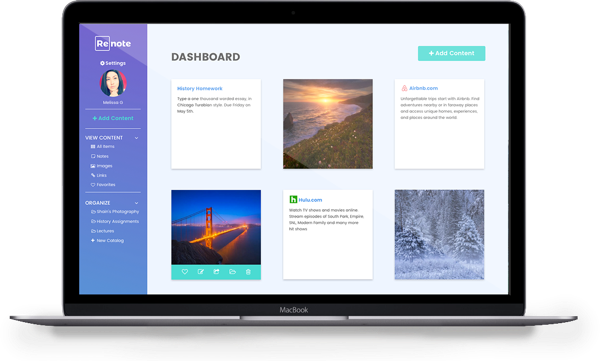 Renote
Settings
Melissa G
+ Add Content
VIEW CONTENT
All items
Notes
Images
Links
Favorites
ORGANIZE
History Assignments
Lectures
+ New Catalog
DASHBOARD
+ Add Content
History Homework
Type a one thousand worded essay, in
Chicago Turabian style. Due Friday on
May 5th.
Airbnb.com
Unforgettable trips start with Airbnb. Find
adventures nearby or in faraway places
and access unique homes, experiences,
and places around the world
Hulu.com
Watch TV shows and movies online.
Stream episodes of South Park, Empire,
SNL, Modern Family and many more
hit shows
MacBook